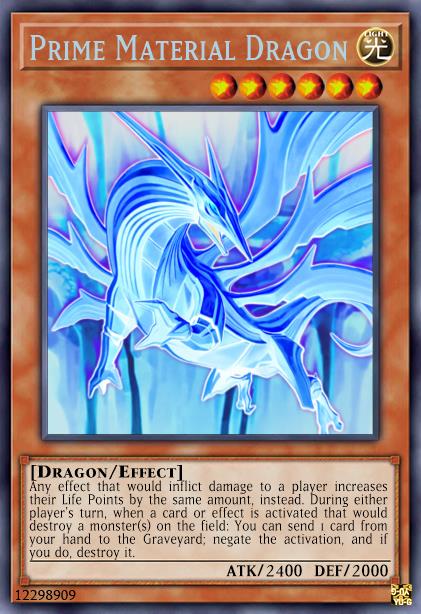 PRIME MATERIAL DRAGON
LIGHT
光
[DRAGON/EFFECT]
Any effect that would inflict damage to a player increases
their Life Points by the same amount, instead. During either
player's turn, when a card or effect is activated that would
destroy a monster(s) on the field: You can send 1 card from
your hand to the Graveyard; negate the activation, and if
you do, destroy it.
ATK/2400 DEF/2000
12298909